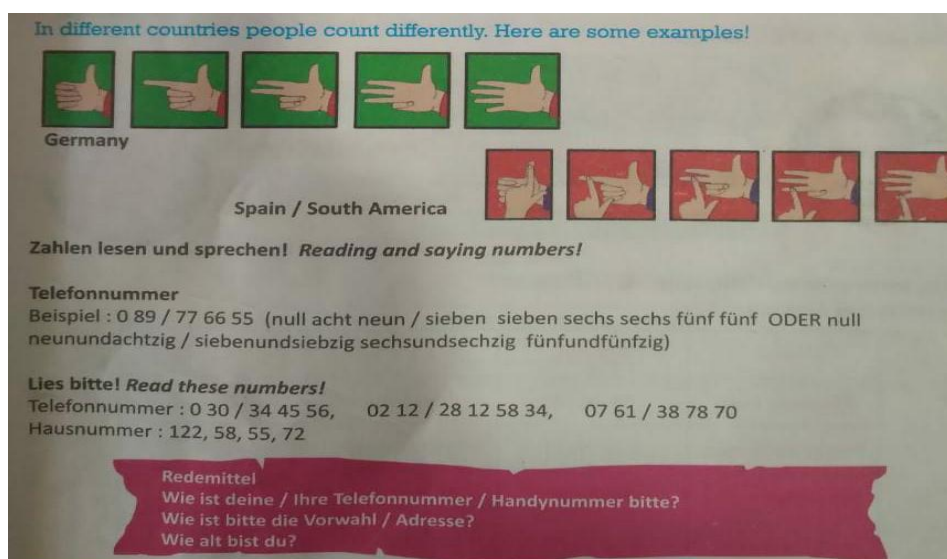 In different countries people count differently. Here are some examples!
Germany
Spain / South America
Zahlen lesen und sprechen! Reading and saying numbers!
Telefonnummer
Beispiel : 0 89 / 77 66 55 (null acht neun / sieben sieben sechs sechs fünf fünf ODER null
neunundachtzig / siebenundsiebzig sechsundsechzig fünfundfünfzig)
Lies bitte! Read these numbers!
Telefonnummer : 0 30 / 34 45 56, 02 12 / 28 12 58 34, 07 61 / 38 78 70
Hausnummer : 122, 58, 55, 72
Redemittel
Wie ist deine / Ihre Telefonnummer / Handynummer bitte?
Wie ist bitte die Vorwahl / Adresse?
Wie alt bist du?